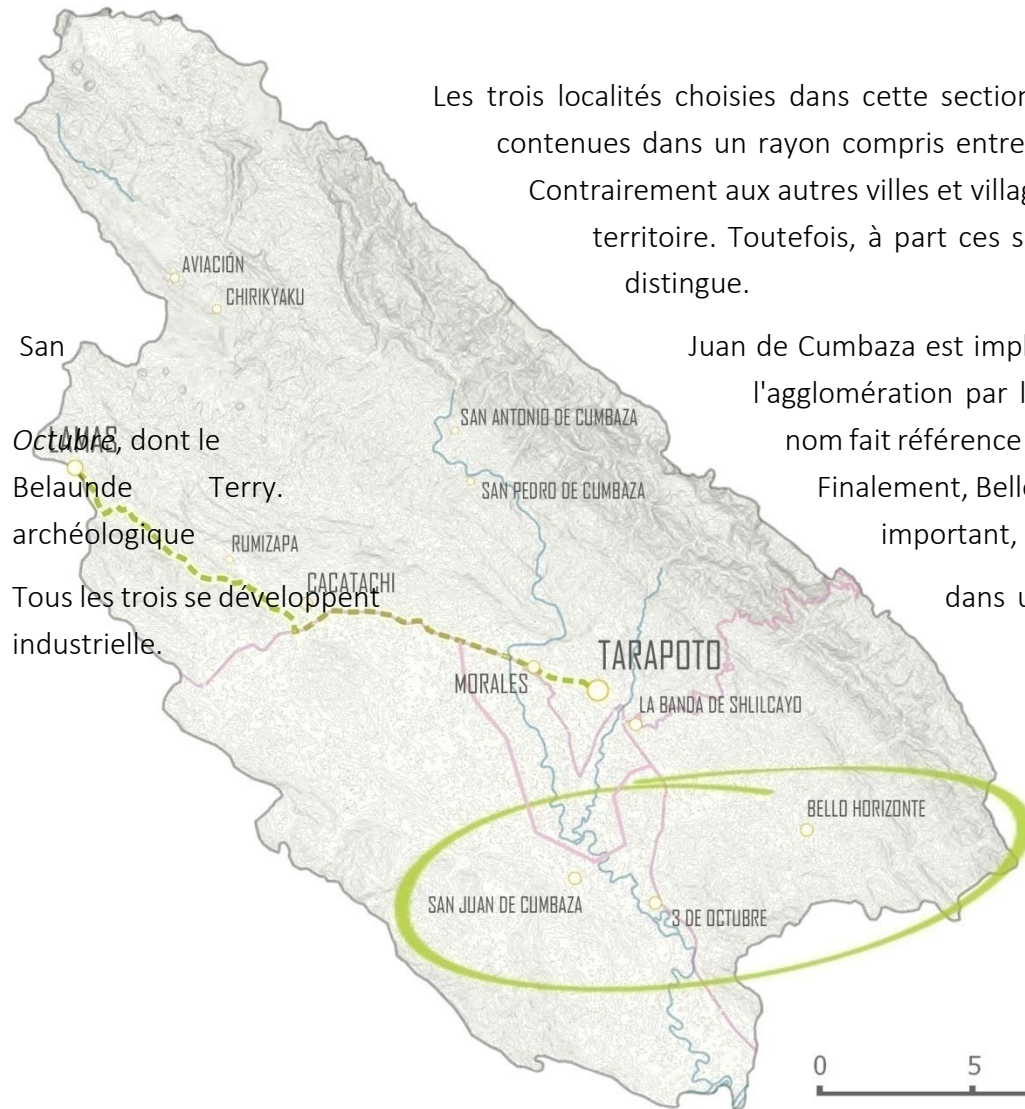 Les trois localités choisies dans cette section
contenues dans un rayon compris entre
Contrairement aux autres villes et villag
territoire. Toutefois, à part ces s
distingue.
AVIACIÓN
CHIRIKYAKU
San Juan de Cumbaza est impl
l'agglomération par l
Octubre, dont le nom fait référence
Belaunde Terry. Finalement, Bell
archéologique important,
Tous les trois se développent dans u
industrielle.
SAN ANTONIO DE CUMBAZA
LAMAS
SAN PEDRO DE CUMBAZA
RUMIZAPA
CACATACHI
TARAPOTO
MORALES
LA BANDA DE SHLILCAYO
BELLO HORIZONTE
SAN JUAN DE CUMBAZA
3 DE OCTUBRE
0 5